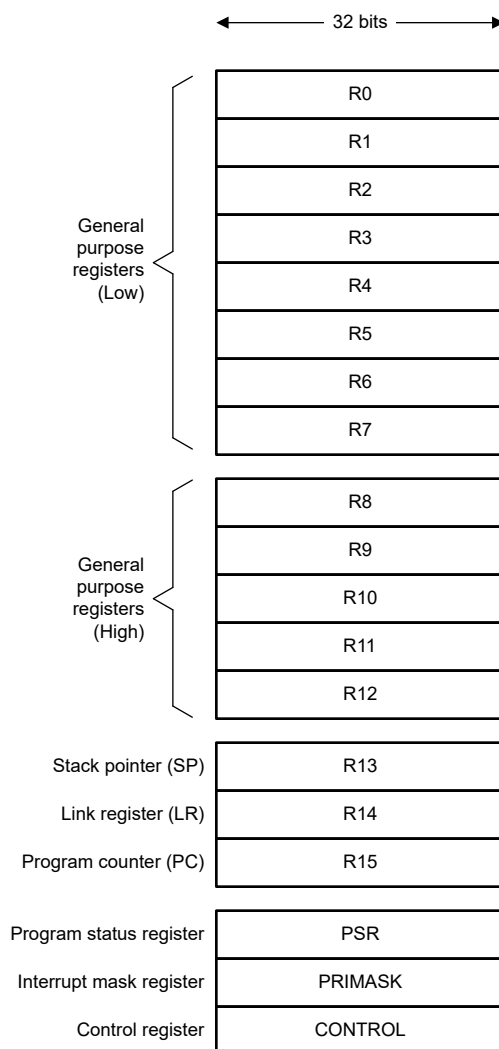 32 bits
R0
R1
R2
R3
R4
R5
R6
R7
General
purpose
registers
(Low)
R8
R9
R10
R11
R12
General
purpose
registers
(High)
Stack pointer (SP) R13
Link register (LR) R14
Program counter (PC) R15
Program status register PSR
Interrupt mask register PRIMASK
Control register CONTROL